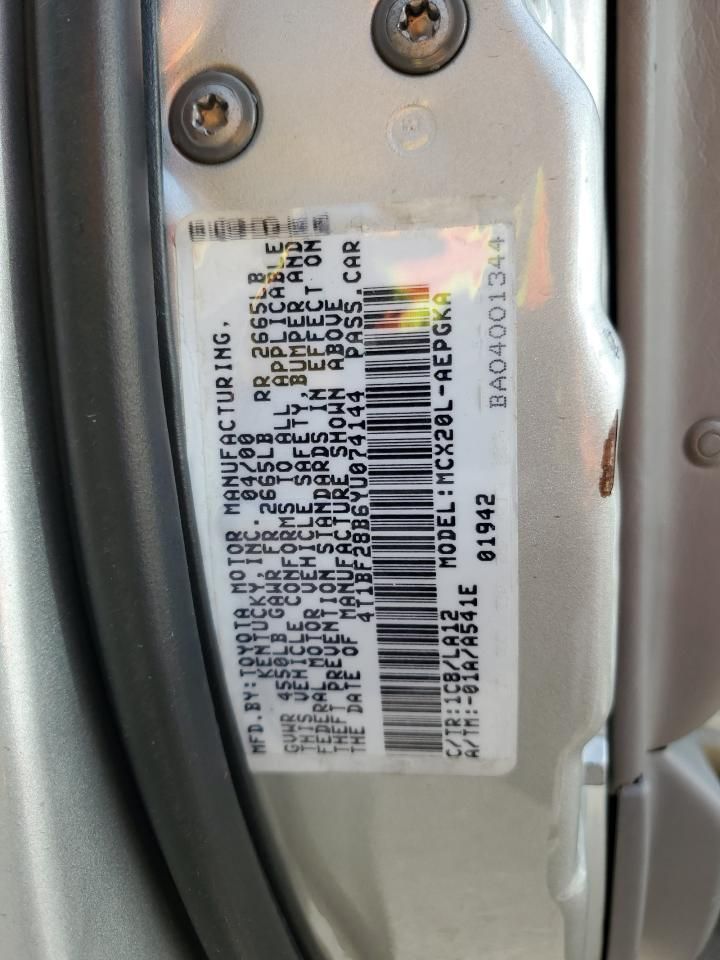 MFD.BY:TOYOTA MOTOR MANUFACTURING,
KENTUCKY,INC. 04/00
GVWR 4550LB GAWR FR 2665LB RR 2665LB
THIS VEHICLE CONFORMS TO ALL APPLICABLE
FEDERAL MOTOR VEHICLE SAFETY,BUMPER AND
THEFT PREVENTION STANDARDS IN EFFECT ON
THE DATE OF MANUFACTURE SHOWN ABOVE
4T1BF28B6YU074144 PASS.CAR
MODEL:MCX20L-AEPGKA
C/TR:1C8/LA12
A/TM:-01A/A541E 01942
BA04001344